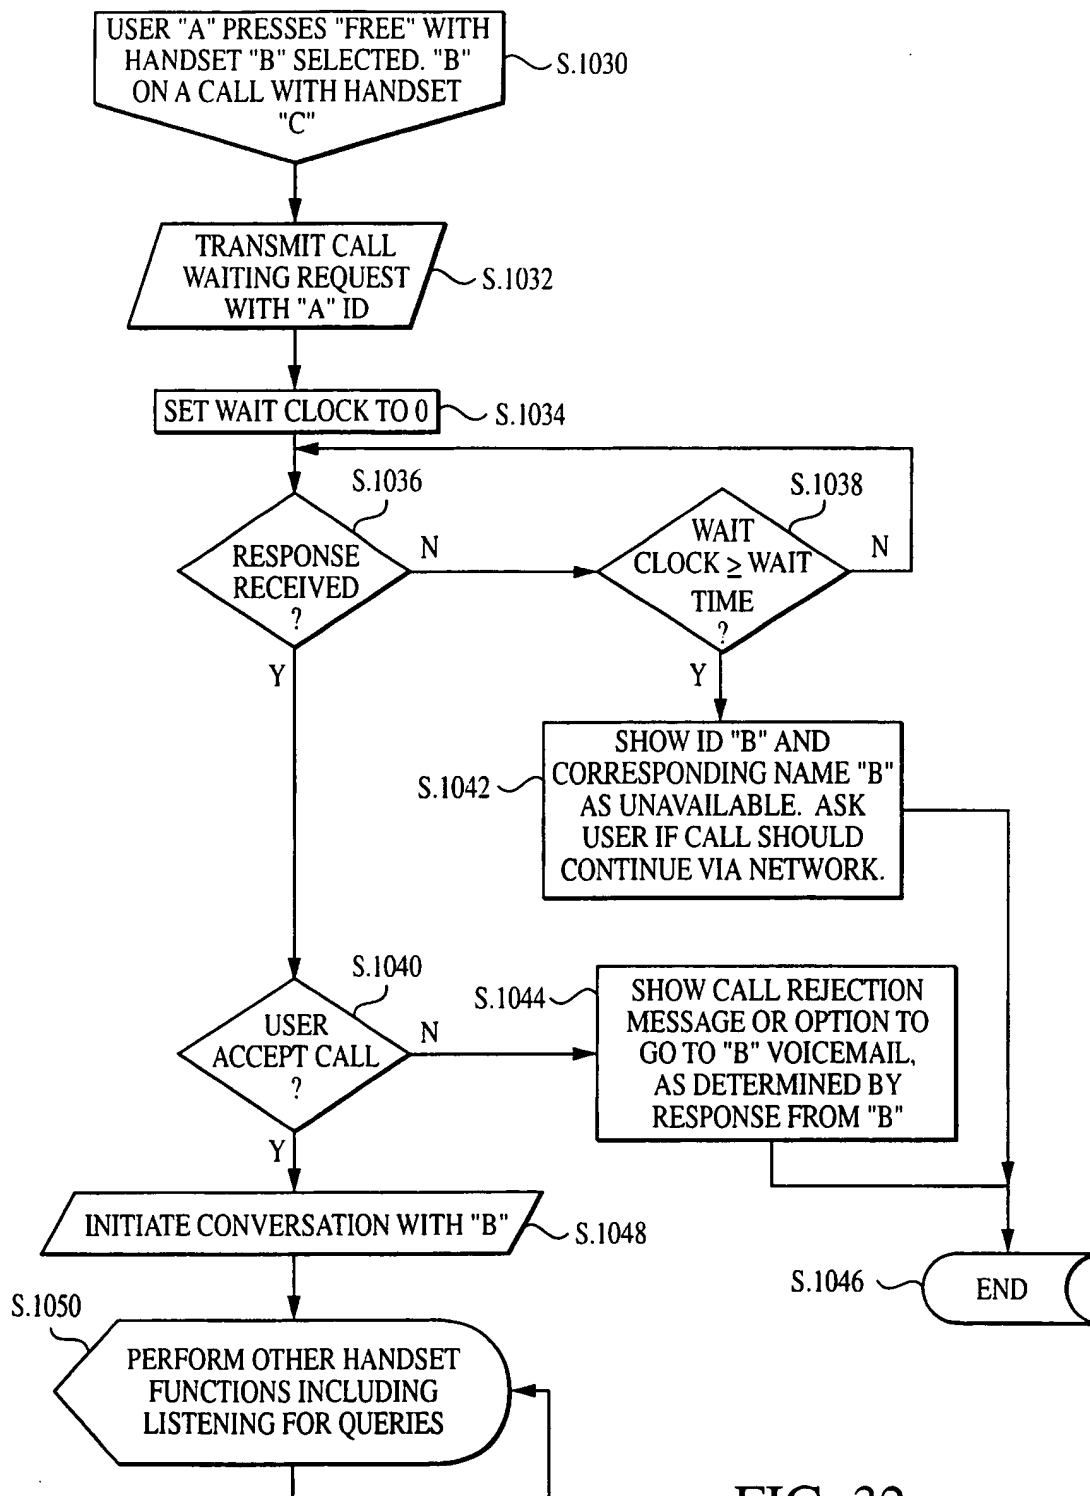 USER "A" PRESSES "FREE" WITH
HANDSET "B" SELECTED. "B"
ON A CALL WITH HANDSET
"C"
S.1030
TRANSMIT CALL
WAITING REQUEST
WITH "A" ID
S.1032
SET WAIT CLOCK TO 0
S.1034
S.1036
RESPONSE
RECEIVED
?
N
Y
S.1038
WAIT
CLOCK ≥ WAIT
TIME
?
N
Y
S.1042
SHOW ID "B" AND
CORRESPONDING NAME "B"
AS UNAVAILABLE. ASK
USER IF CALL SHOULD
CONTINUE VIA NETWORK.
S.1040
USER
ACCEPT CALL
?
N
Y
S.1044
SHOW CALL REJECTION
MESSAGE OR OPTION TO
GO TO "B" VOICEMAIL,
AS DETERMINED BY
RESPONSE FROM "B"
INITIATE CONVERSATION WITH "B"
S.1048
S.1046
END
S.1050
PERFORM OTHER HANDSET
FUNCTIONS INCLUDING
LISTENING FOR QUERIES
FIG. 32